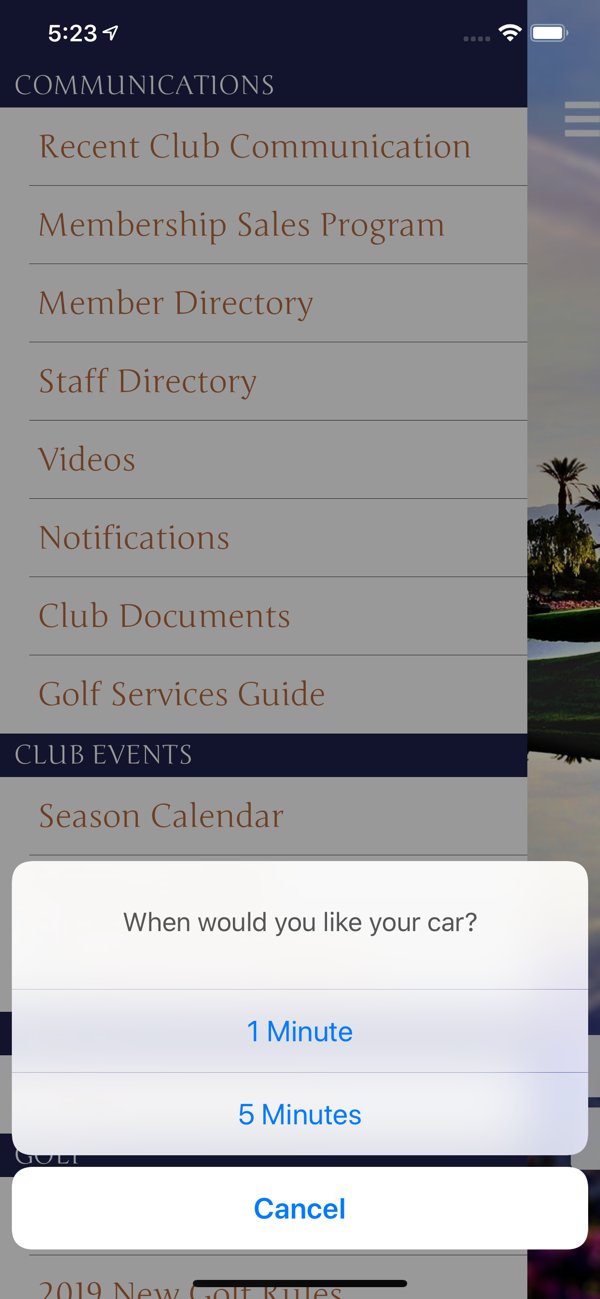 5:23
COMMUNICATIONS
Recent Club Communication
Membership Sales Program
Member Directory
Staff Directory
Videos
Notifications
Club Documents
Golf Services Guide
CLUB EVENTS
Season Calendar
When would you like your car?
1 Minute
5 Minutes
GOLF
Cancel
2019 New Golf Rules